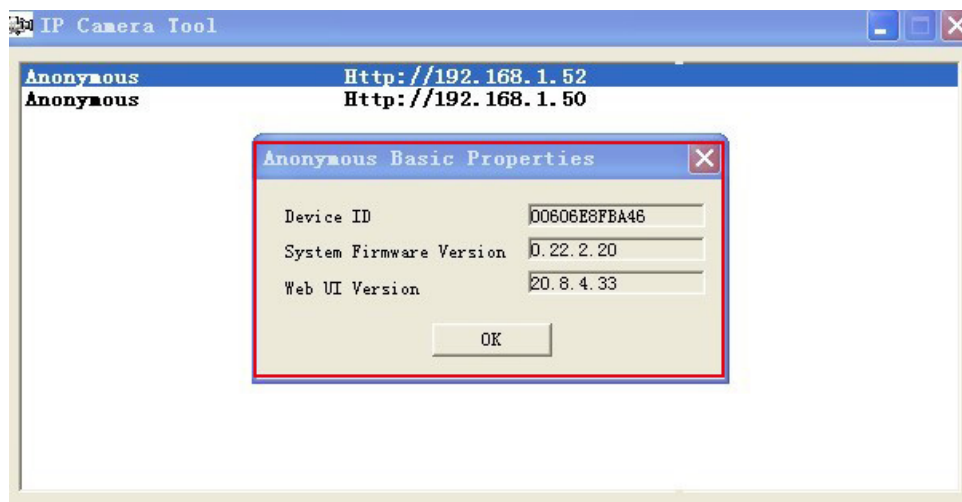 IP Camera Tool
Anonymous Http://192.168.1.52
Anonymous Http://192.168.1.50
Anonymous Basic Properties
Device ID 00606E8FBA46
System Firmware Version 0.22.2.20
Web UI Version 20.8.4.33
OK